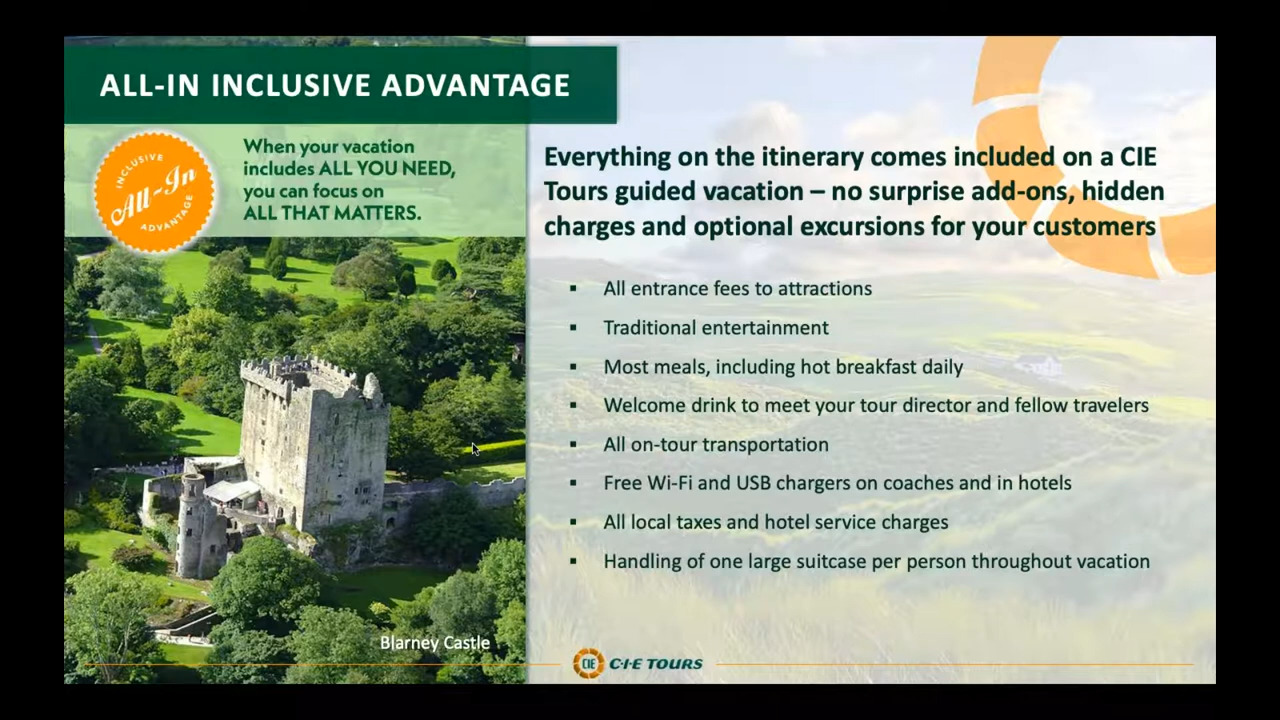 ALL-IN INCLUSIVE ADVANTAGE
INCLUSIVE
All-In
ADVANTAGE
When your vacation
includes ALL YOU NEED,
you can focus on
ALL THAT MATTERS.
Everything on the itinerary comes included on a CIE
Tours guided vacation – no surprise add-ons, hidden
charges and optional excursions for your customers
▪ All entrance fees to attractions
▪ Traditional entertainment
▪ Most meals, including hot breakfast daily
▪ Welcome drink to meet your tour director and fellow travelers
▪ All on-tour transportation
▪ Free Wi-Fi and USB chargers on coaches and in hotels
▪ All local taxes and hotel service charges
▪ Handling of one large suitcase per person throughout vacation
Blarney Castle
CIE C·I·E TOURS